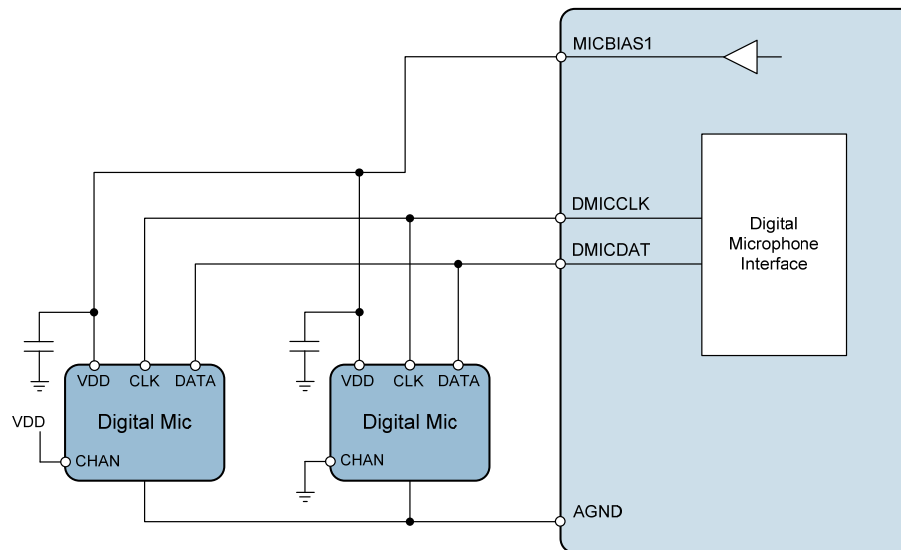 MICBIAS1
DMICCLK
DMICDAT
Digital
Microphone
Interface
VDD CLK DATA
Digital Mic
VDD
CHAN
VDD CLK DATA
Digital Mic
CHAN
AGND